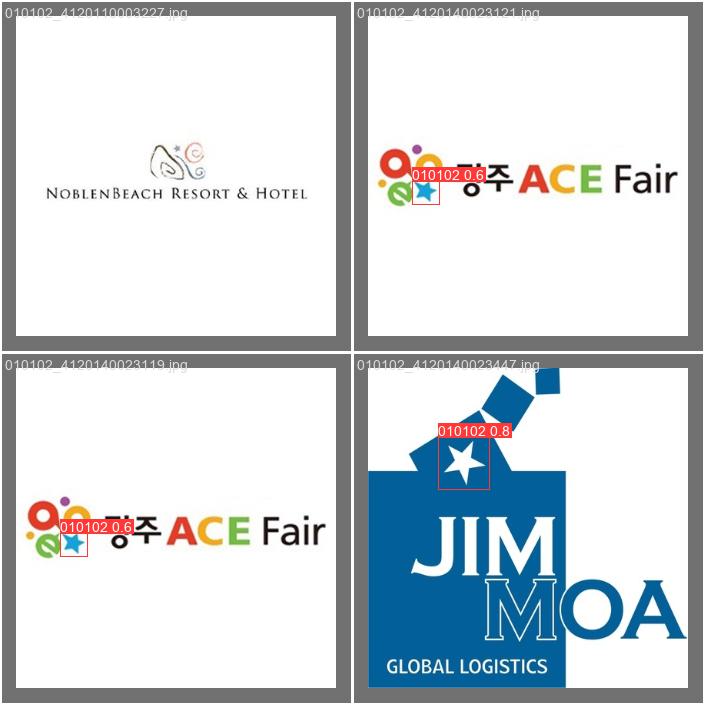 010102_4120110003227.jpg
NOBLENBEACH RESORT & HOTEL
010102_4120140023121.jpg
010102 0.6
광주 ACE Fair
010102_4120140023119.jpg
010102 0.6
광주 ACE Fair
010102_4120140023447.jpg
010102 0.8
JIM
MOA
GLOBAL LOGISTICS